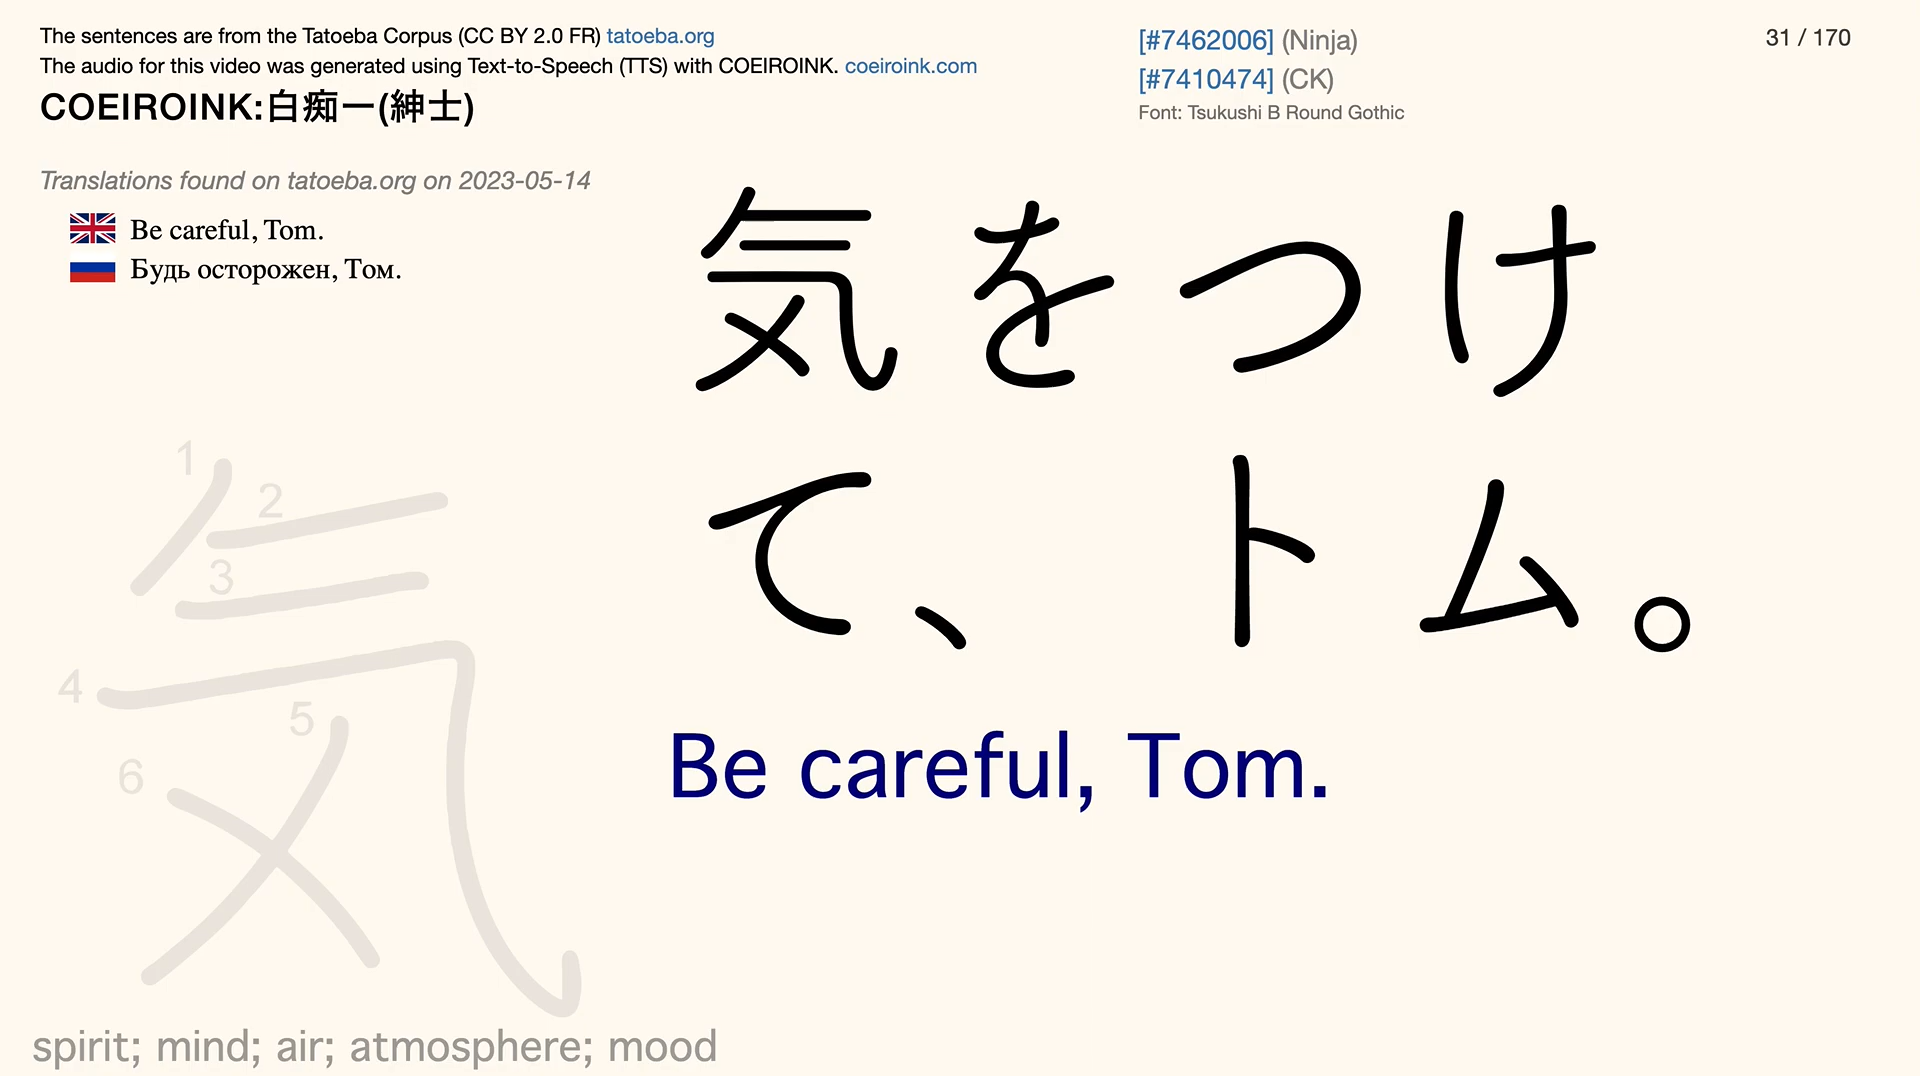 The sentences are from the Tatoeba Corpus (CC BY 2.0 FR) tatoeba.org
The audio for this video was generated using Text-to-Speech (TTS) with COEIROINK. coeiroink.com
COEIROINK:白痴一(紳士)
[#7462006] (Ninja)
[#7410474] (CK)
Font: Tsukushi B Round Gothic
31 / 170
Translations found on tatoeba.org on 2023-05-14
Be careful, Tom.
Будь осторожен, Том.
気をつけ
て、トム。
Be careful, Tom.
1
2
3
4
5
6
気
spirit; mind; air; atmosphere; mood